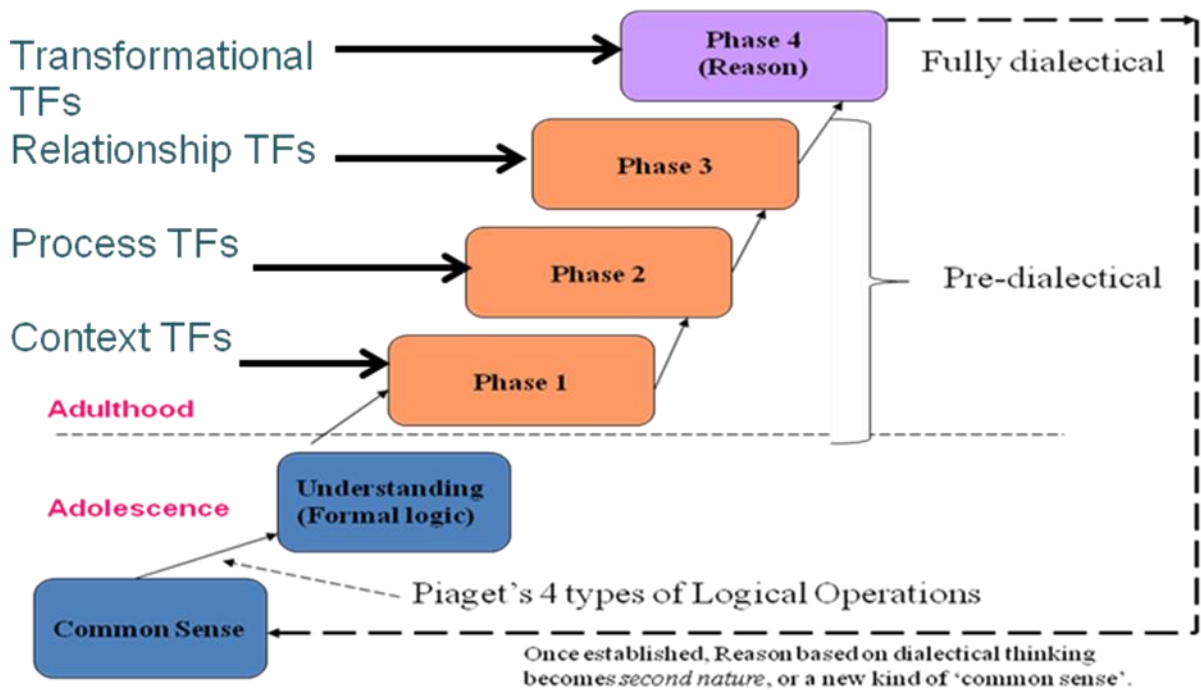 Transformational
TFs
Phase 4
(Reason)
Fully dialectical
Relationship TFs
Phase 3
Process TFs
Phase 2
Pre-dialectical
Context TFs
Phase 1
Adulthood
Understanding
(Formal logic)
Adolescence
Piaget's 4 types of Logical Operations
Common Sense
Once established, Reason based on dialectical thinking
becomes second nature, or a new kind of 'common sense'.